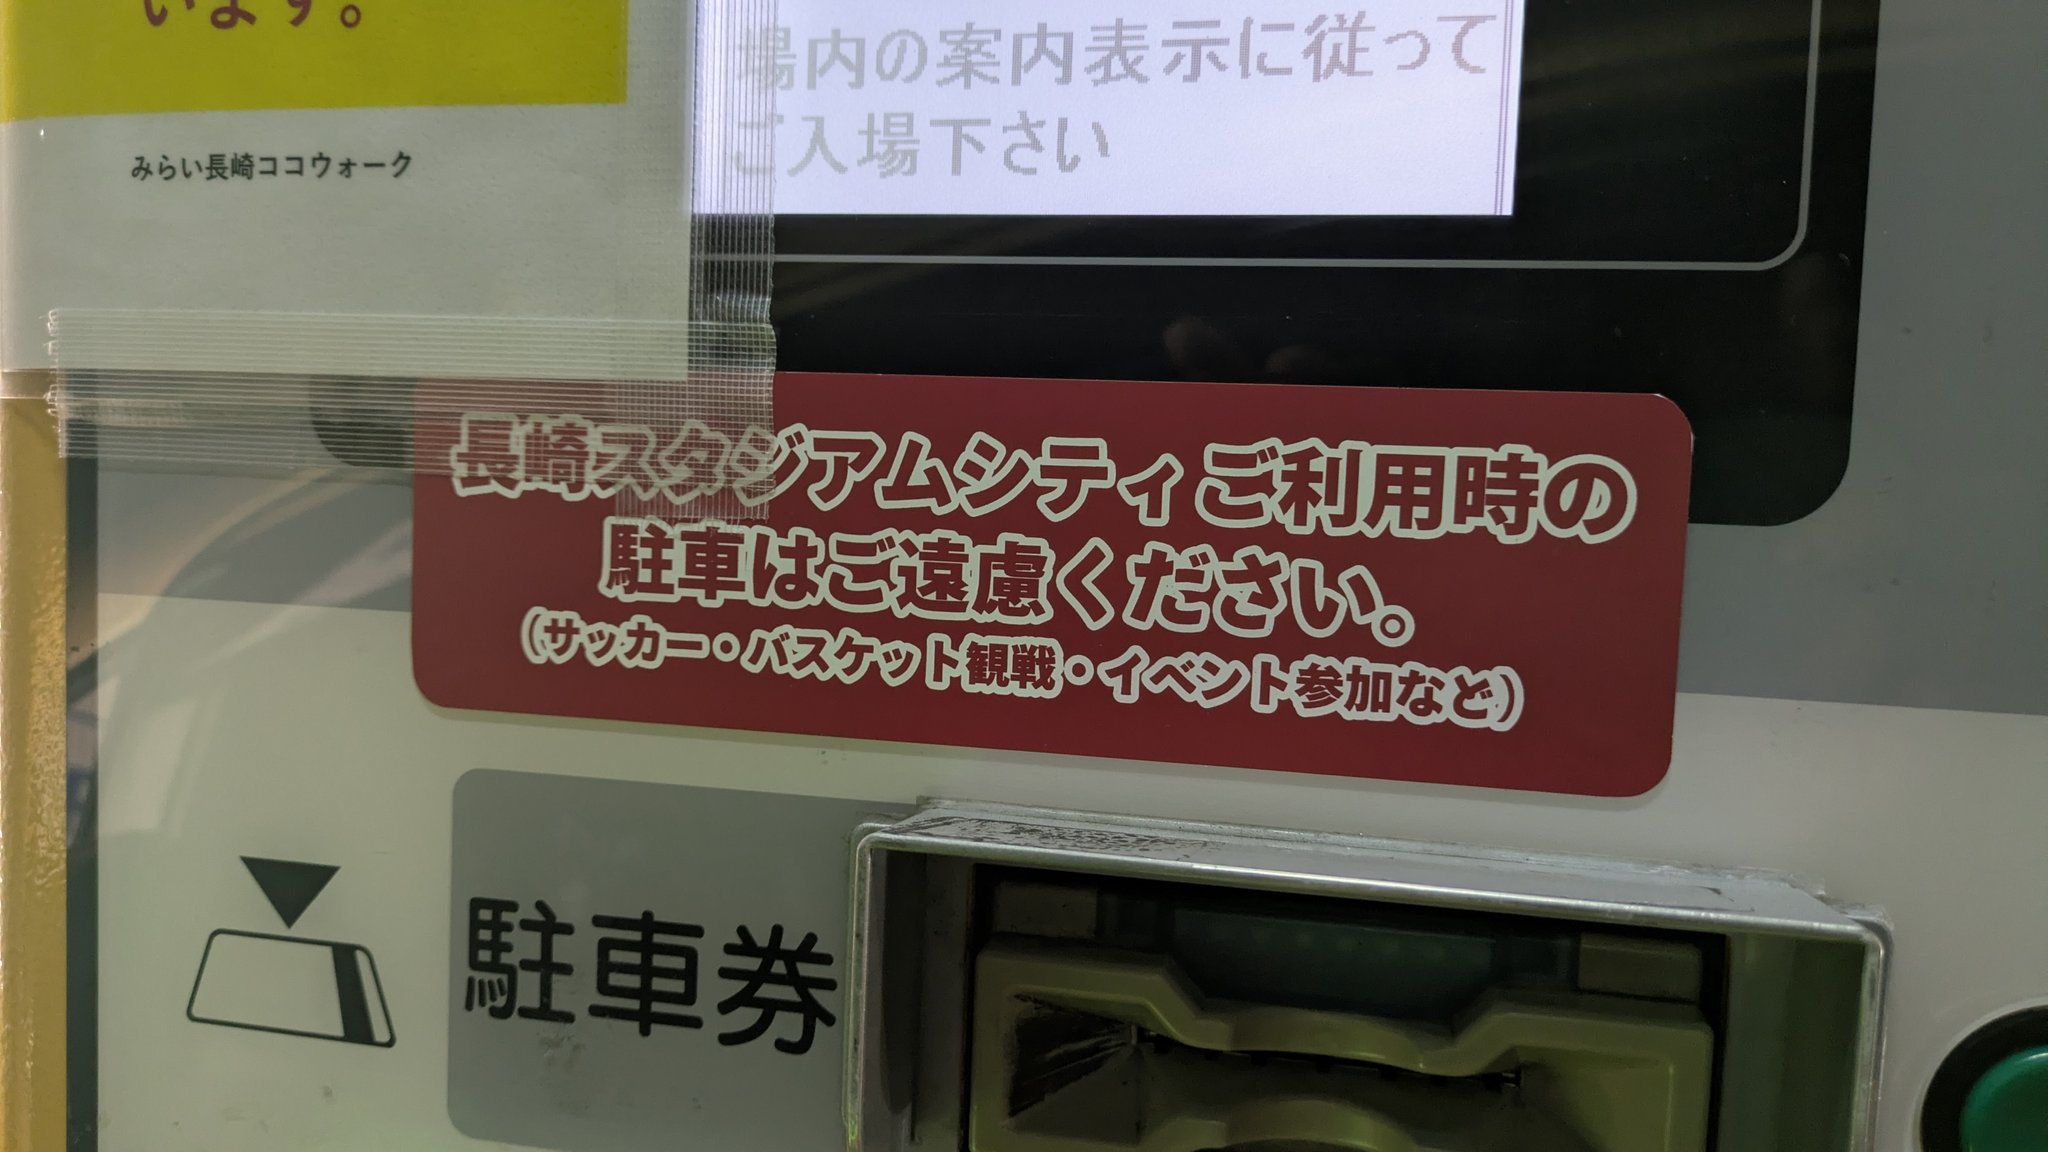 います。
みらい長崎ココウォーク
場内の案内表示に従って
ご入場下さい
長崎スタジアムシティご利用時の
駐車はご遠慮ください。
(サッカー・バスケット観戦・イベント参加など)
駐車券